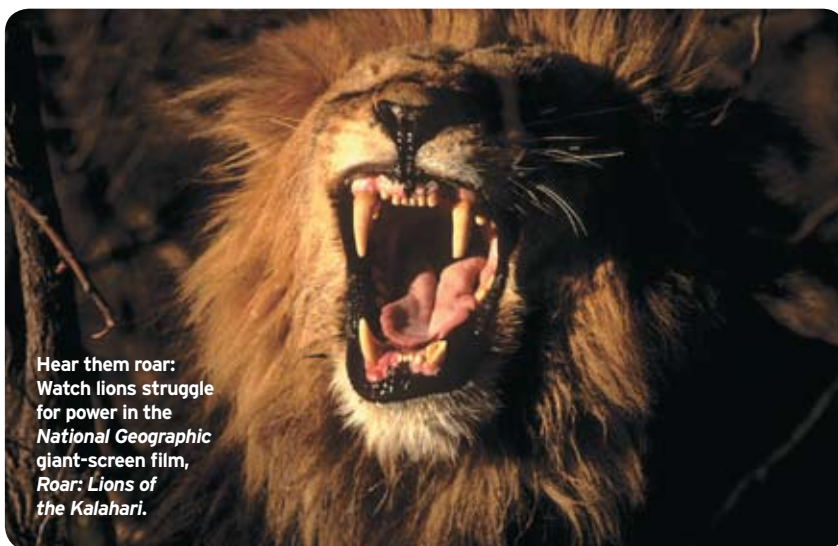 Hear them roar:
Watch lions struggle
for power in the
National Geographic
giant-screen film,
Roar: Lions of
the Kalahari.